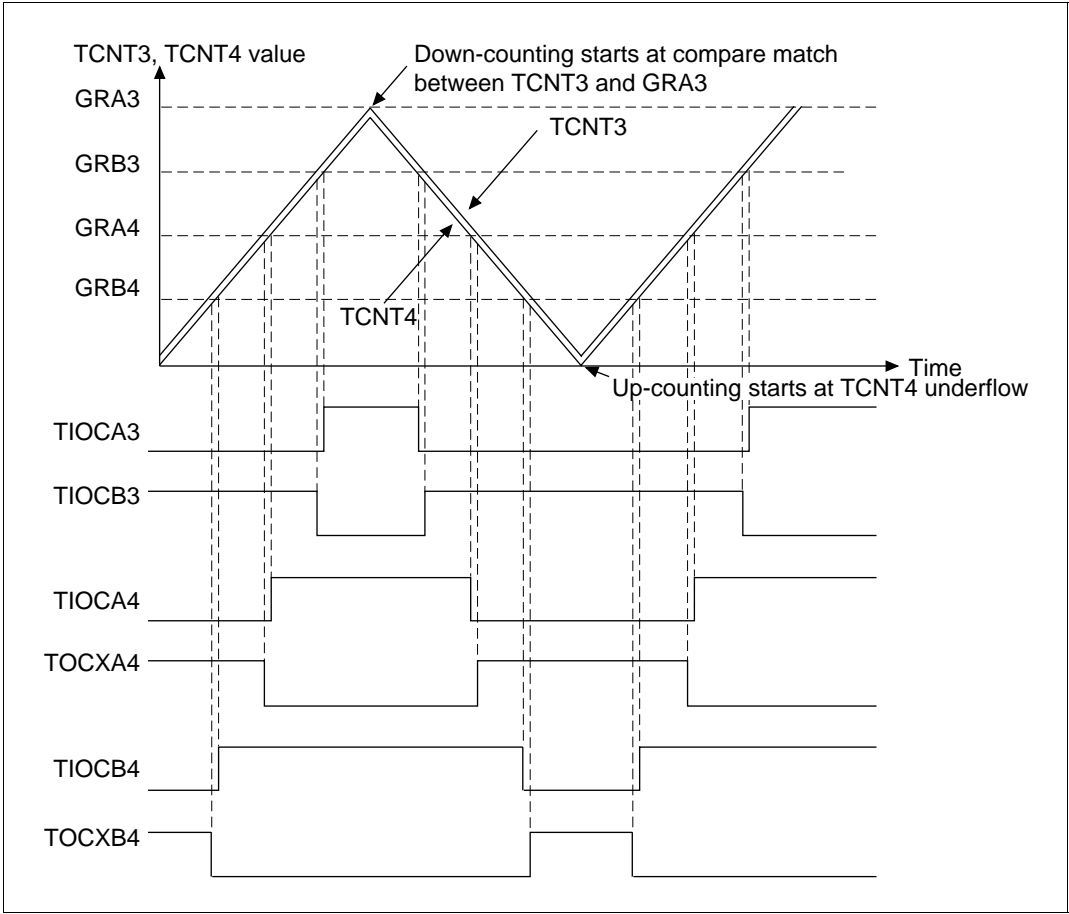 TCNT3, TCNT4 value
Down-counting starts at compare match
between TCNT3 and GRA3
GRA3
TCNT3
GRB3
GRA4
GRB4
TCNT4
Time
Up-counting starts at TCNT4 underflow
TIOCA3
TIOCB3
TIOCA4
TOCXA4
TIOCB4
TOCXB4